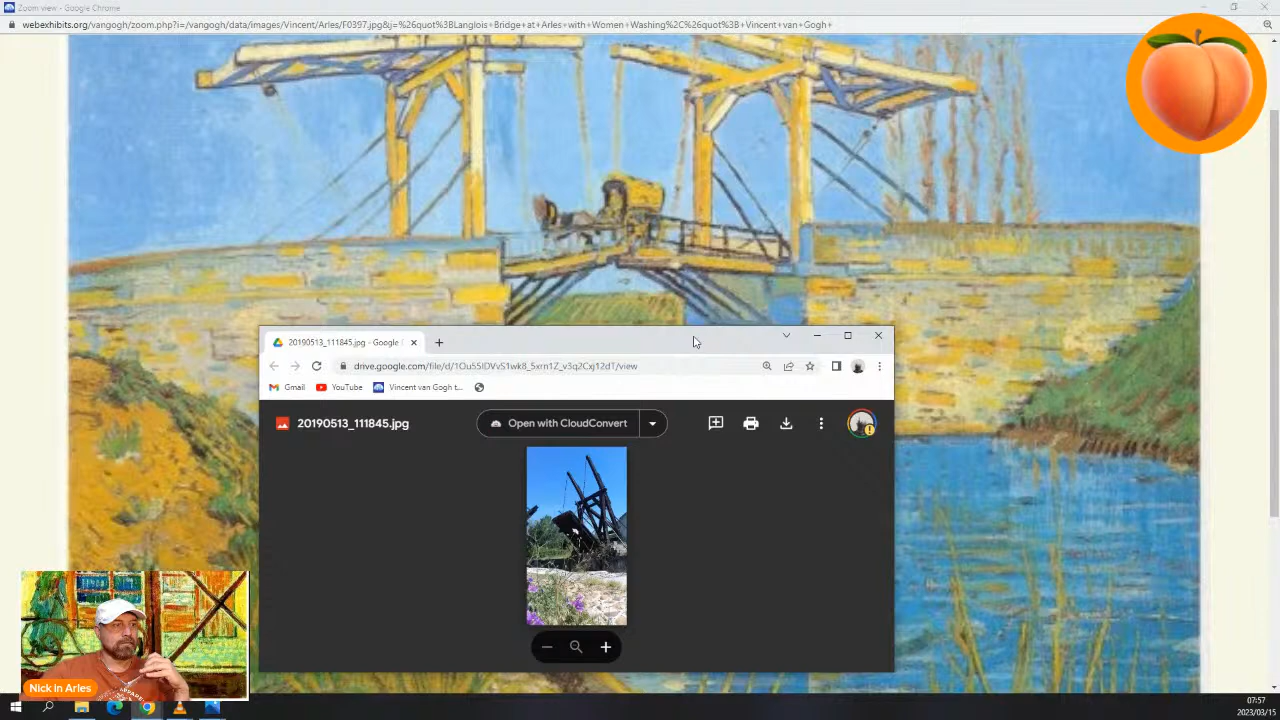 Zoom view - Google Chrome
webexhibits.org/vangogh/zoom.php?i=/vangogh/data/images/Vincent/Arles/F0397.jpg&j=%26quot%3BLanglois+Bridge+at+Arles+with+Women+Washing%2C%26quot%3B+Vincent+van+Gogh+
20190513_111845.jpg - Google
drive.google.com/file/d/1Ou55IDVvS1wk8_5xrn1Z_v3q2Cxj12dT/view
Gmail YouTube Vincent van Gogh t...
20190513_111845.jpg Open with CloudConvert
Nick in Arles
07:57
2023/03/15